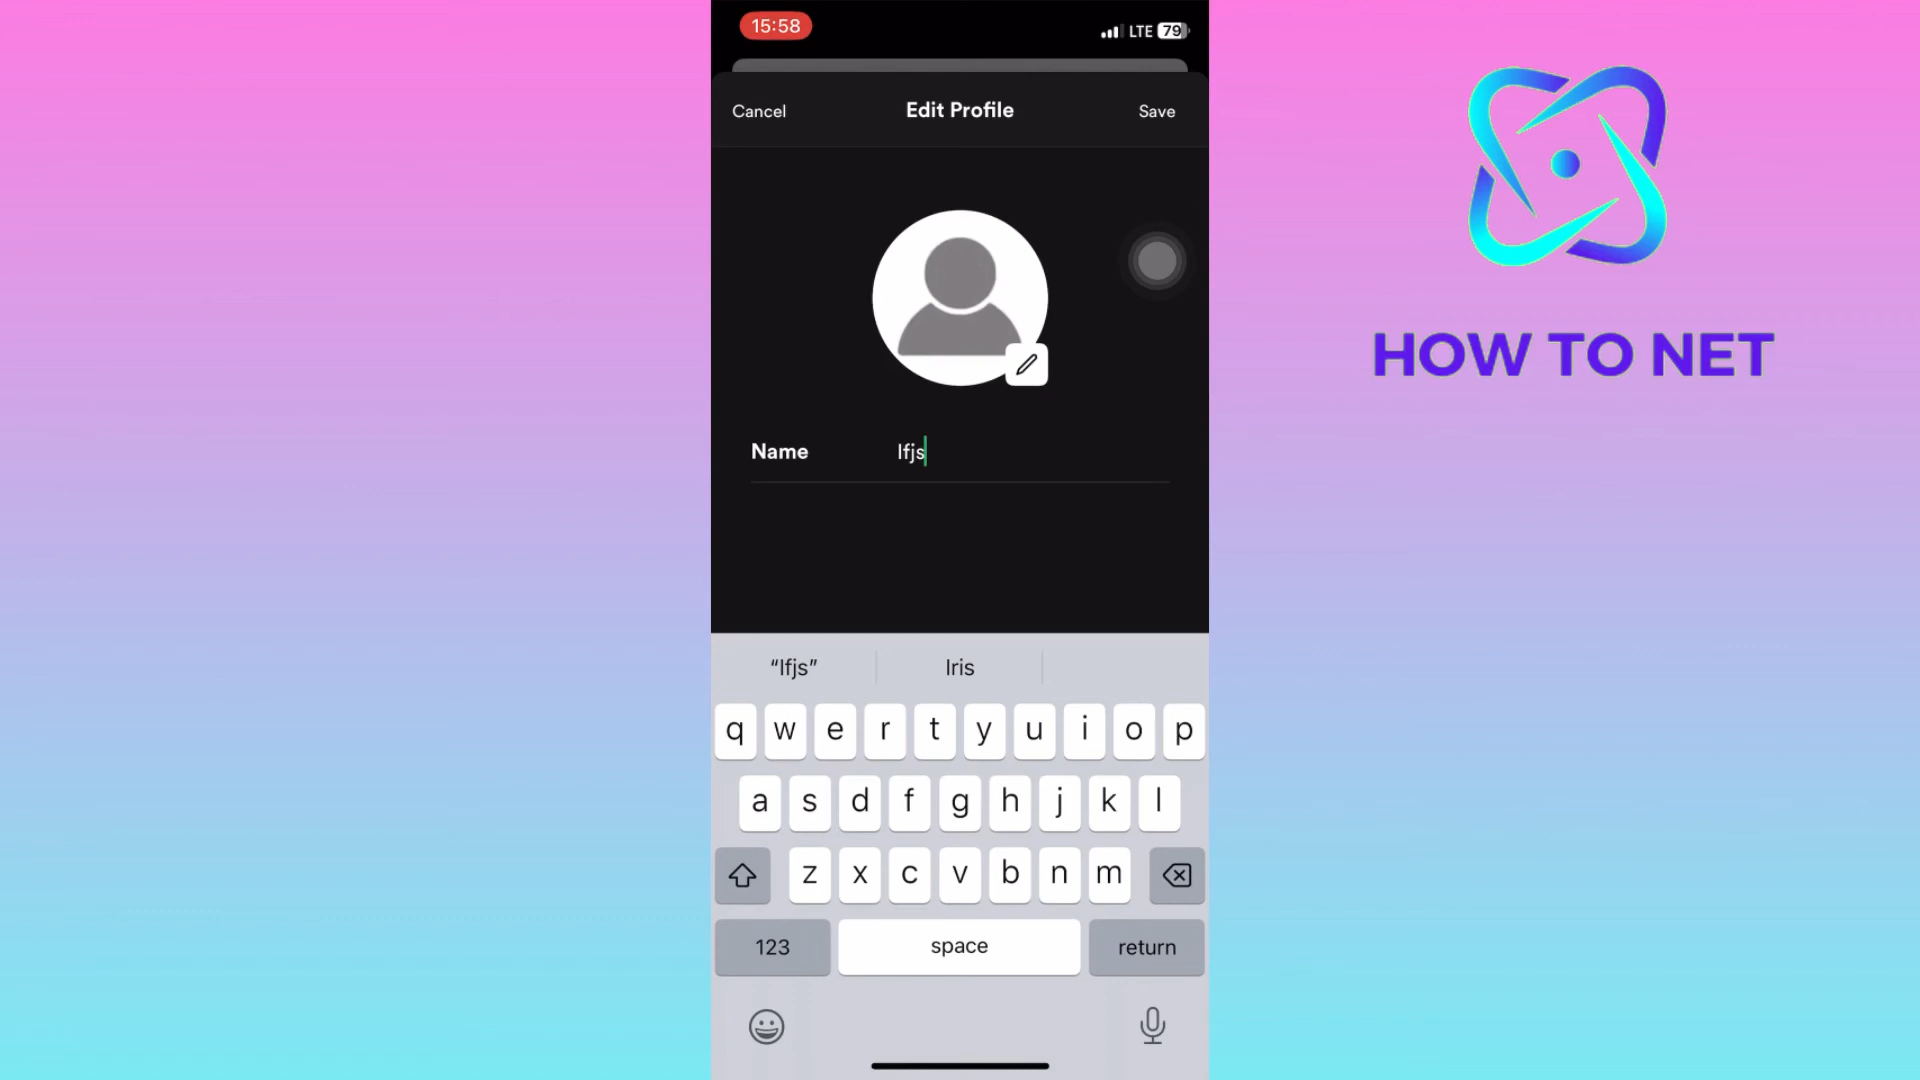 15:58
LTE 79
Cancel Edit Profile Save
HOW TO NET
Name Ifjs
“Ifjs” Iris
q w e r t y u i o p
a s d f g h j k l
z x c v b n m
123 space return